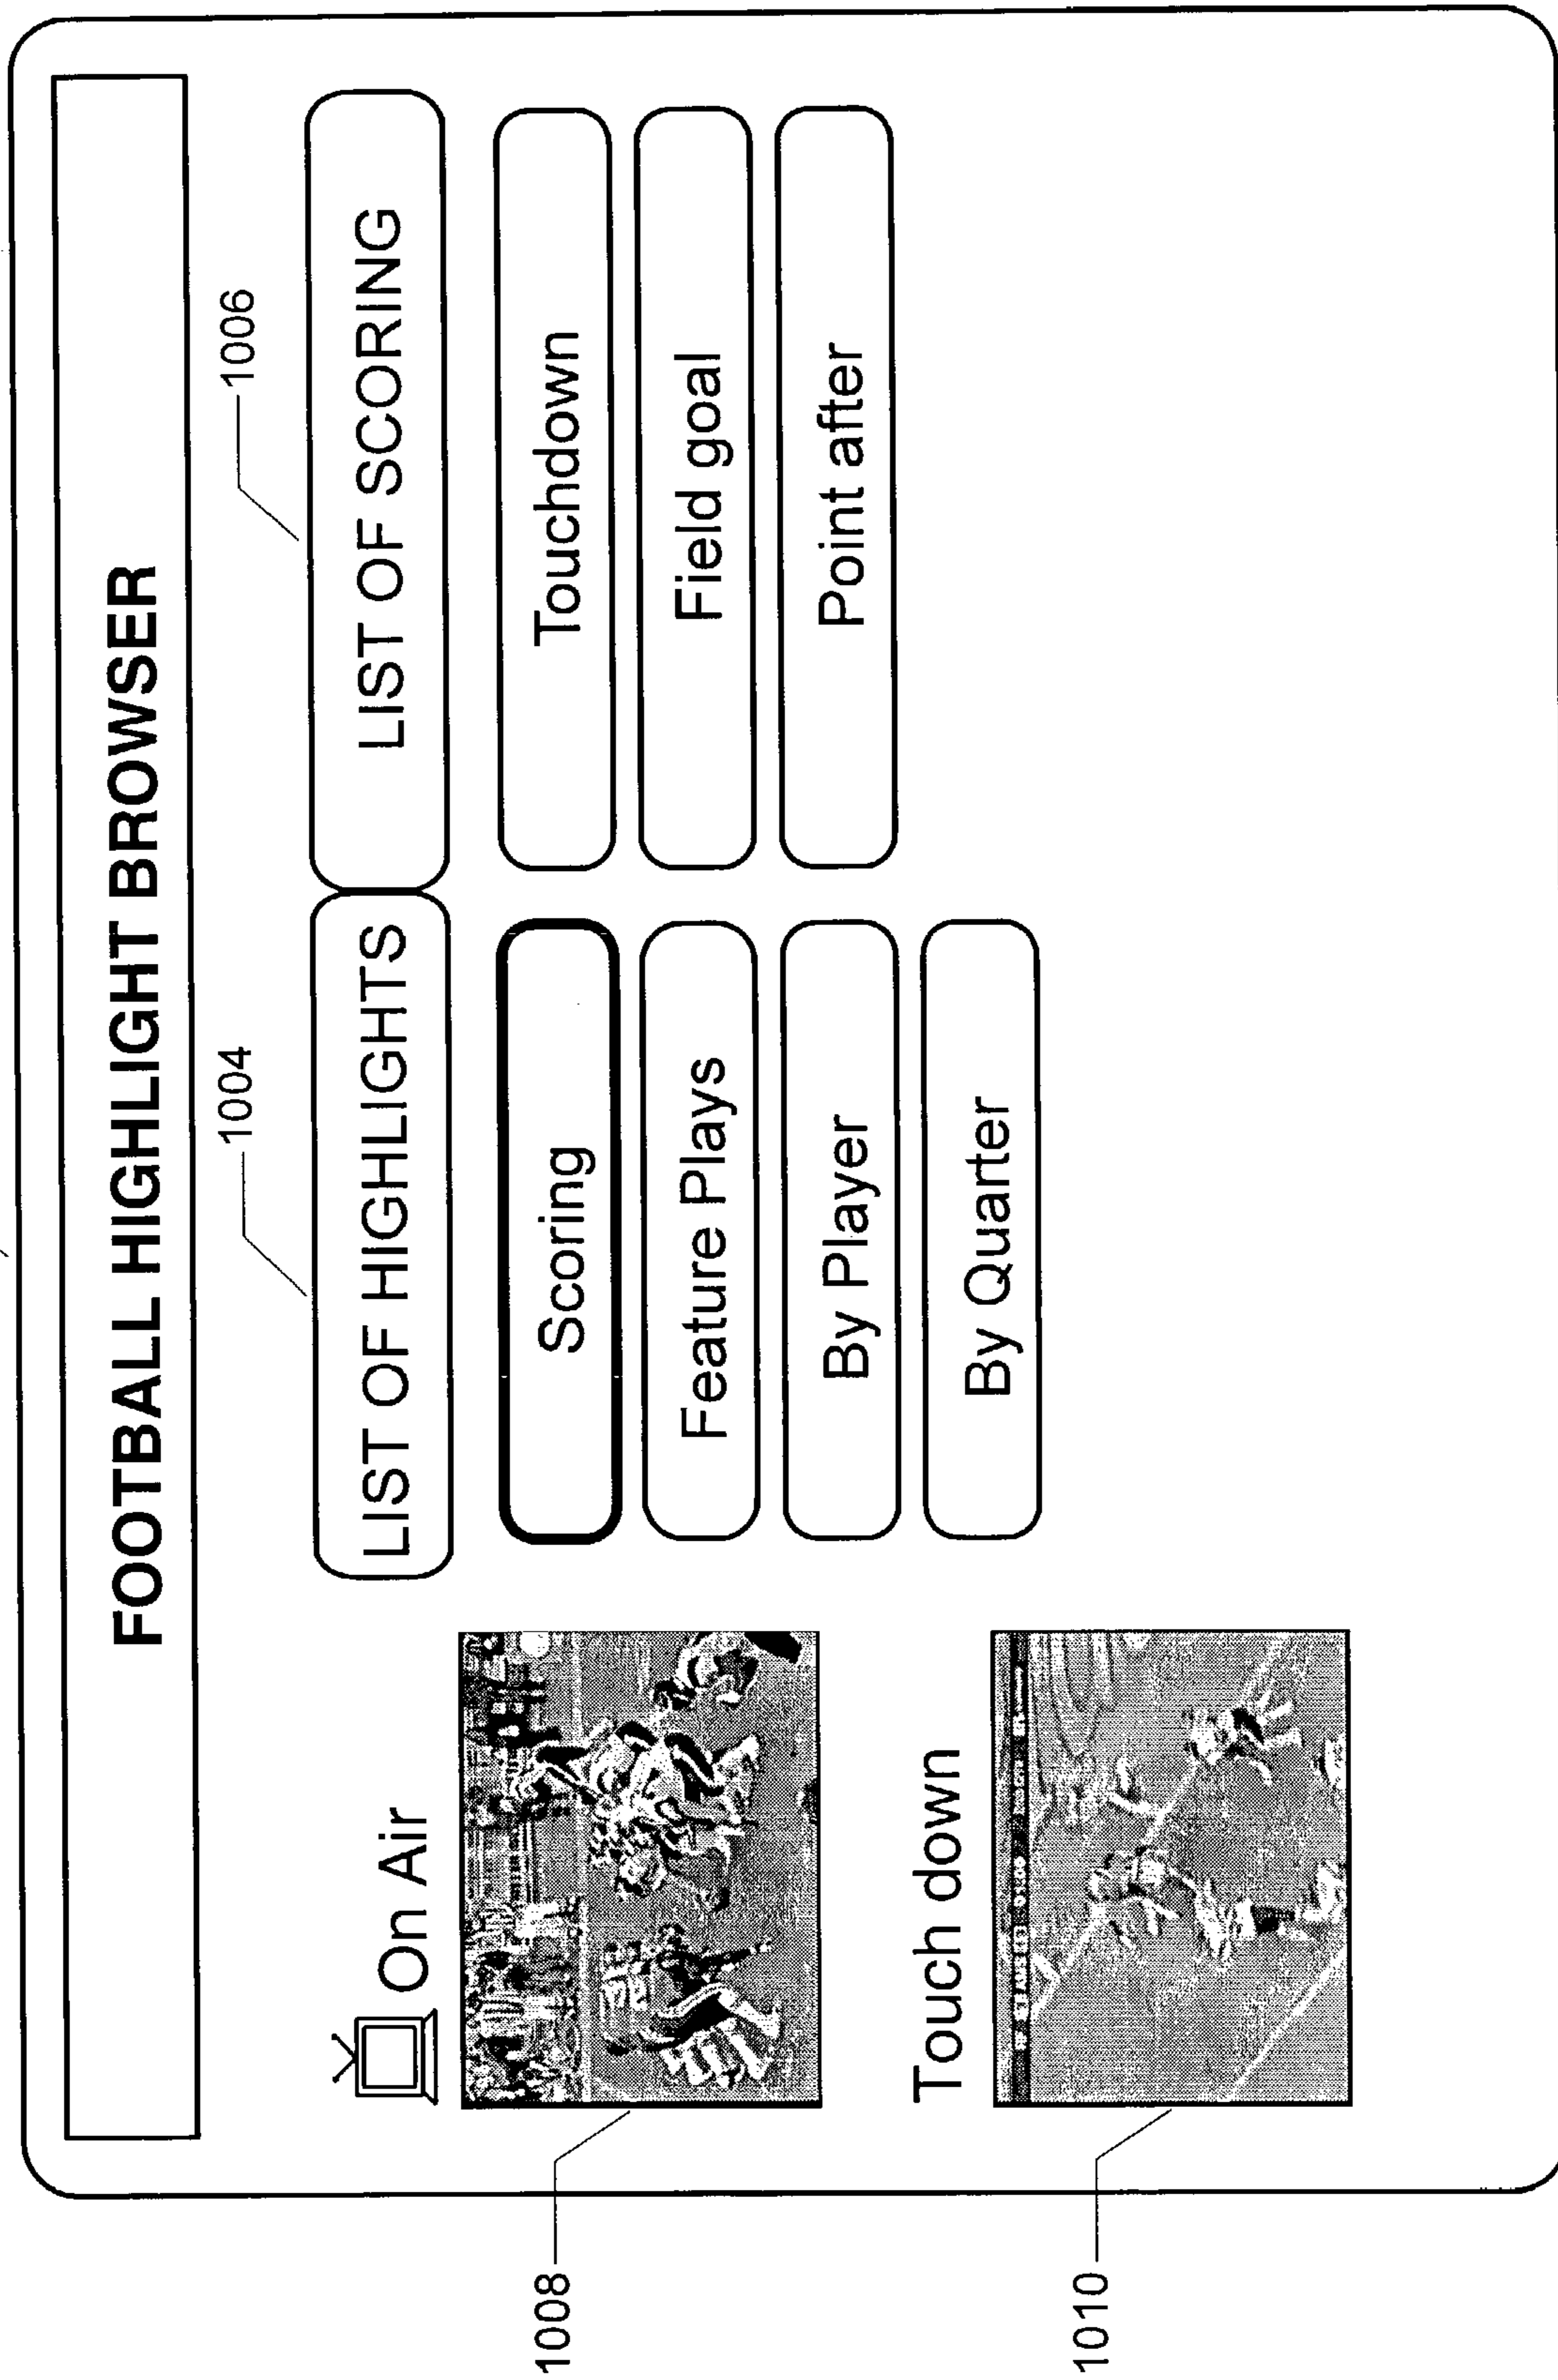 FOOTBALL HIGHLIGHT BROWSER
1004
1006
On Air
LIST OF HIGHLIGHTS
LIST OF SCORING
Scoring
Touchdown
Feature Plays
Field goal
1008
By Player
Point after
Touch down
By Quarter
1010